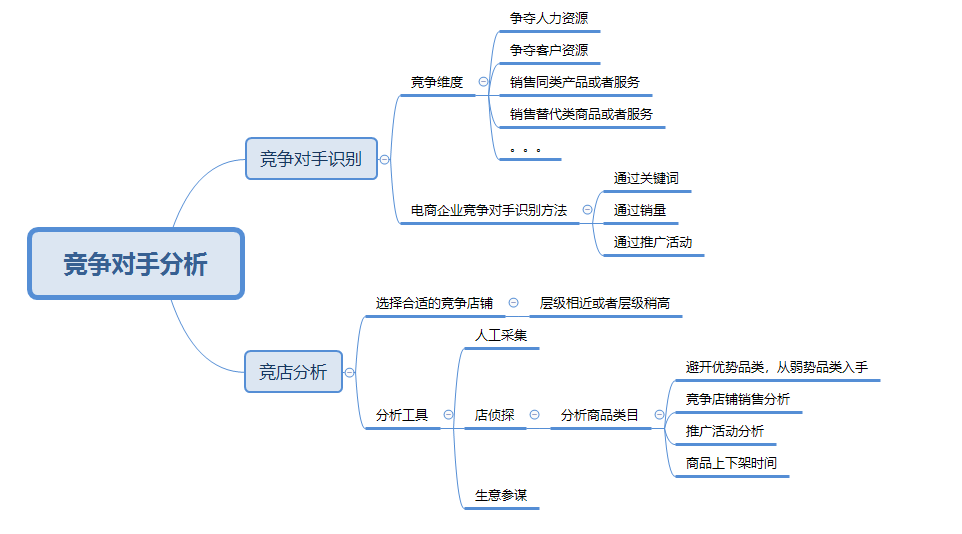 竞争对手分析
竞争对手识别
竞争维度
争夺人力资源
争夺客户资源
销售同类产品或者服务
销售替代类商品或者服务
。。。
电商企业竞争对手识别方法
通过关键词
通过销量
通过推广活动
竞店分析
选择合适的竞争店铺
层级相近或者层级稍高
分析工具
人工采集
店侦探
分析商品类目
避开优势品类，从弱势品类入手
竞争店铺销售分析
推广活动分析
商品上下架时间
生意参谋